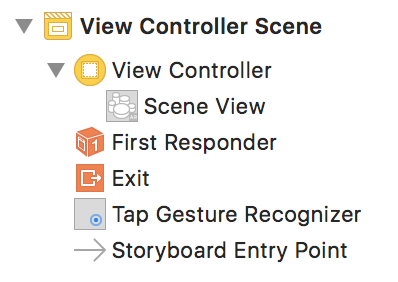 View Controller Scene
View Controller
Scene View
First Responder
Exit
Tap Gesture Recognizer
Storyboard Entry Point